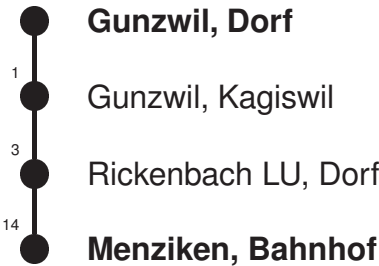 Gunzwil, Dorf
1
Gunzwil, Kagiswil
3
Rickenbach LU, Dorf
14
Menziken, Bahnhof